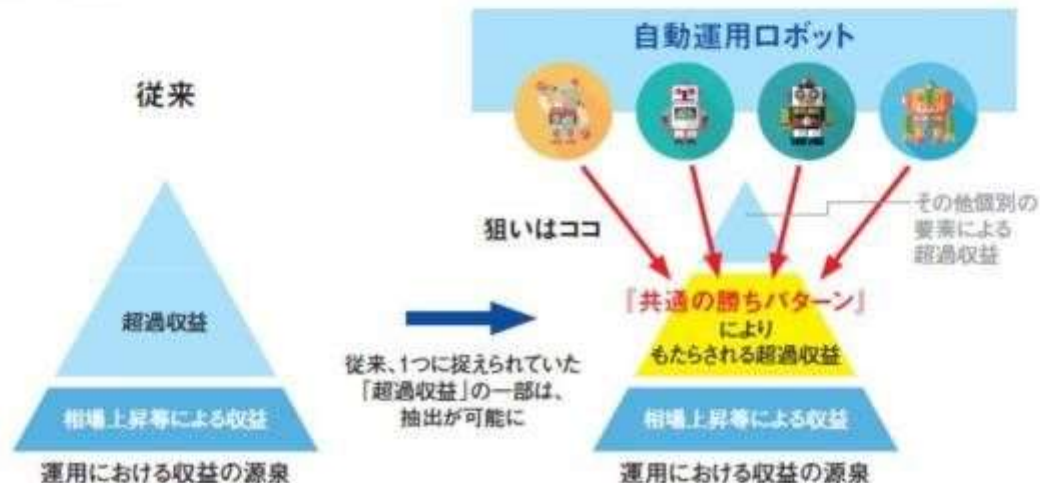 従来
超過収益
相場上昇等による収益
運用における収益の源泉
従来、1つに捉えられていた
「超過収益」の一部は、
抽出が可能に
自動運用ロボット
狙いはココ
その他個別の
要素による
超過収益
『共通の勝ちパターン』
により
もたらされる超過収益
相場上昇等による収益
運用における収益の源泉